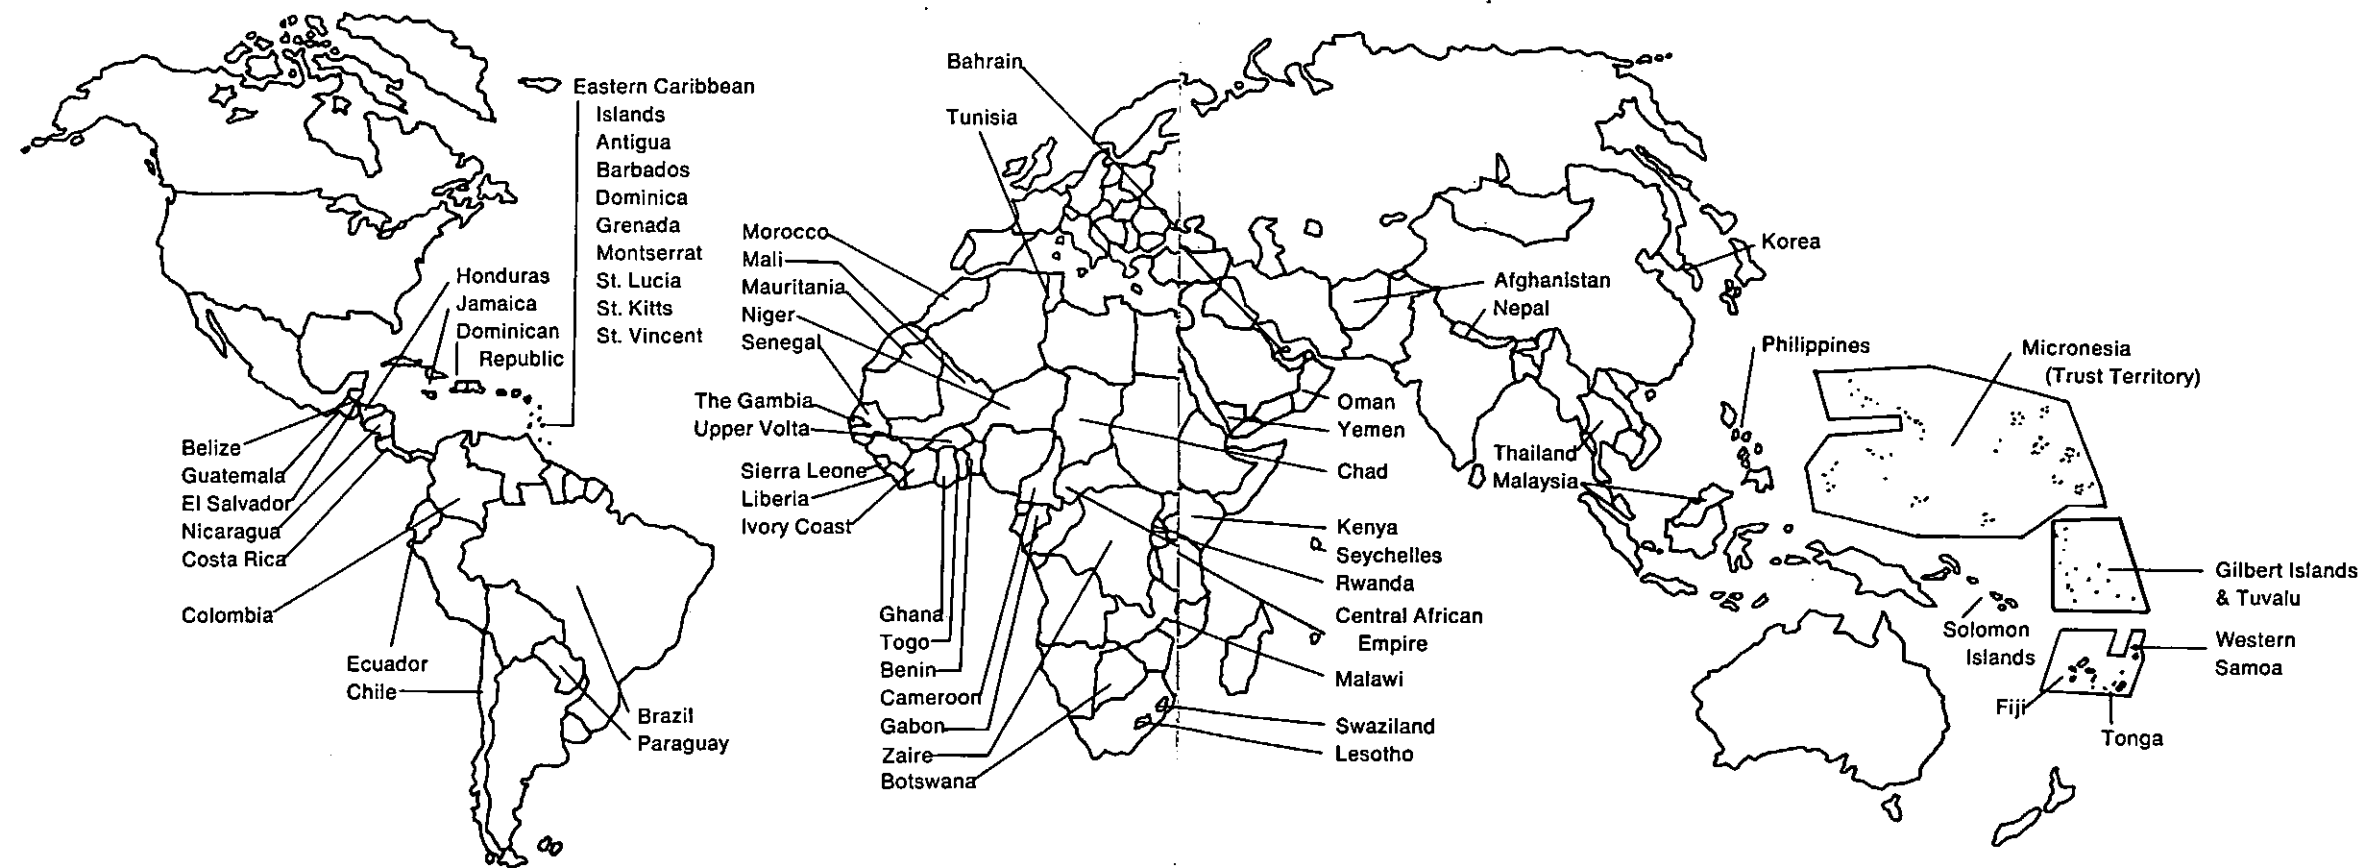 Eastern Caribbean
Islands
Antigua
Barbados
Dominica
Grenada
Montserrat
St. Lucia
St. Kitts
St. Vincent
Honduras
Jamaica
Dominican
Republic
Belize
Guatemala
El Salvador
Nicaragua
Costa Rica
Colombia
Ecuador
Chile
Brazil
Paraguay
Bahrain
Tunisia
Morocco
Mali
Mauritania
Niger
Senegal
The Gambia
Upper Volta
Sierra Leone
Liberia
Ivory Coast
Ghana
Togo
Benin
Cameroon
Gabon
Zaire
Botswana
Korea
Afghanistan
Nepal
Philippines
Micronesia
(Trust Territory)
Oman
Yemen
Chad
Thailand
Malaysia
Kenya
Seychelles
Rwanda
Central African
Empire
Malawi
Swaziland
Lesotho
Gilbert Islands
& Tuvalu
Solomon
Islands
Western
Samoa
Fiji
Tonga